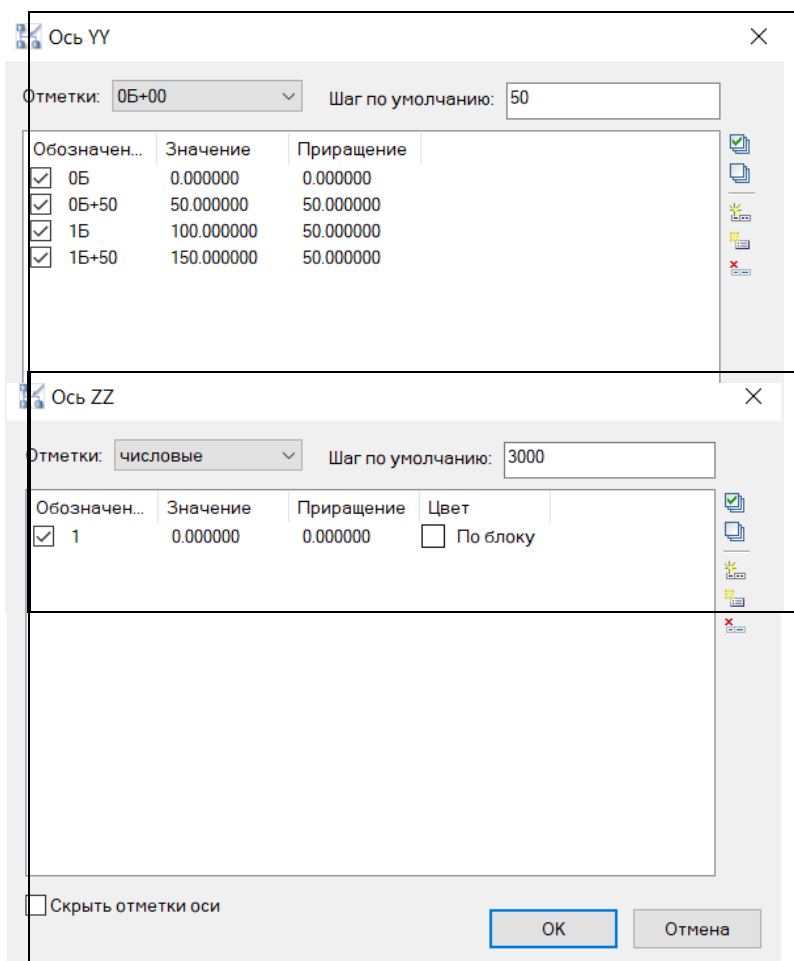 Ось YY
Отметки: 0Б+00 Шаг по умолчанию: 50
Обозначен... Значение Приращение
0Б 0.000000 0.000000
0Б+50 50.000000 50.000000
1Б 100.000000 50.000000
1Б+50 150.000000 50.000000
Ось ZZ
Отметки: числовые Шаг по умолчанию: 3000
Обозначен... Значение Приращение Цвет
1 0.000000 0.000000 По блоку
Скрыть отметки оси
OK Отмена